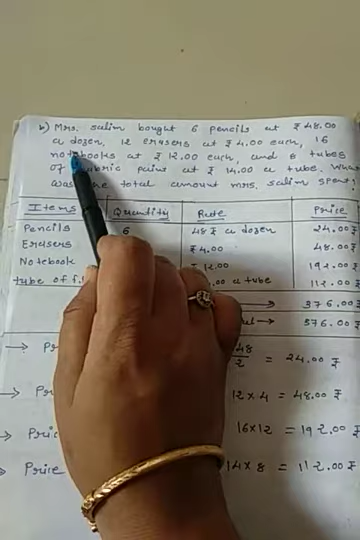 b) Mrs. salim bought 6 pencils at ₹ 48.00
a dozen, 12 erasers at ₹ 4.00 each, 16
notebooks at ₹ 12.00 each, and 8 tubes
of fabric paint at ₹ 14.00 a tube. What
was the total amount mrs. salim spent?
Items Quantity Rate Price
Pencils 6 48 ₹ a dozen 24.00 ₹
Erasers ₹ 4.00 48.00 ₹
Notebook ₹ 12.00 192.00 ₹
tube of f. .00 a tube 112.00 ₹
→ 376.00 ₹
→ 376.00 ₹
→ 48/2 = 24.00 ₹
→ 12 × 4 = 48.00 ₹
→ Pric 16×12 = 192.00 ₹
→ Price 14 × 8 = 112.00 ₹